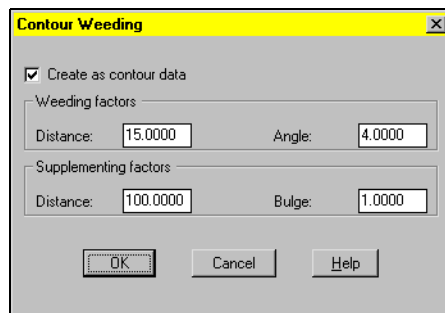 Contour Weeding
Create as contour data
Weeding factors
Distance: 15.0000 Angle: 4.0000
Supplementing factors
Distance: 100.0000 Bulge: 1.0000
OK Cancel Help